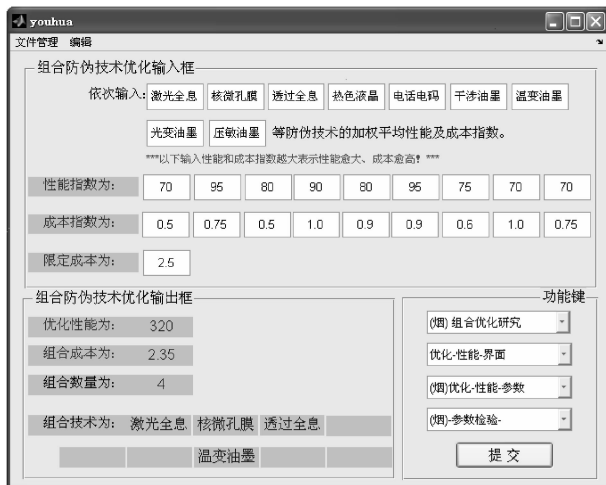 youhua
文件管理 编辑
组合防伪技术优化输入框
依次输入: 激光全息 核微孔膜 透过全息 热色液晶 电话电码 干涉油墨 温变油墨
光变油墨 压敏油墨 等防伪技术的加权平均性能及成本指数。
***以下输入性能和成本指数越大表示性能愈大、成本愈高! ***
性能指数为: 70 95 80 90 80 95 75 70 70
成本指数为: 0.5 0.75 0.5 1.0 0.9 0.9 0.6 1.0 0.75
限定成本为: 2.5
组合防伪技术优化输出框
优化性能为: 320
组合成本为: 2.35
组合数量为: 4
组合技术为: 激光全息 核微孔膜 透过全息
温变油墨
功能键
(烟) 组合优化研究
优化-性能-界面
(烟)优化-性能-参数
(烟)-参数检验-
提 交